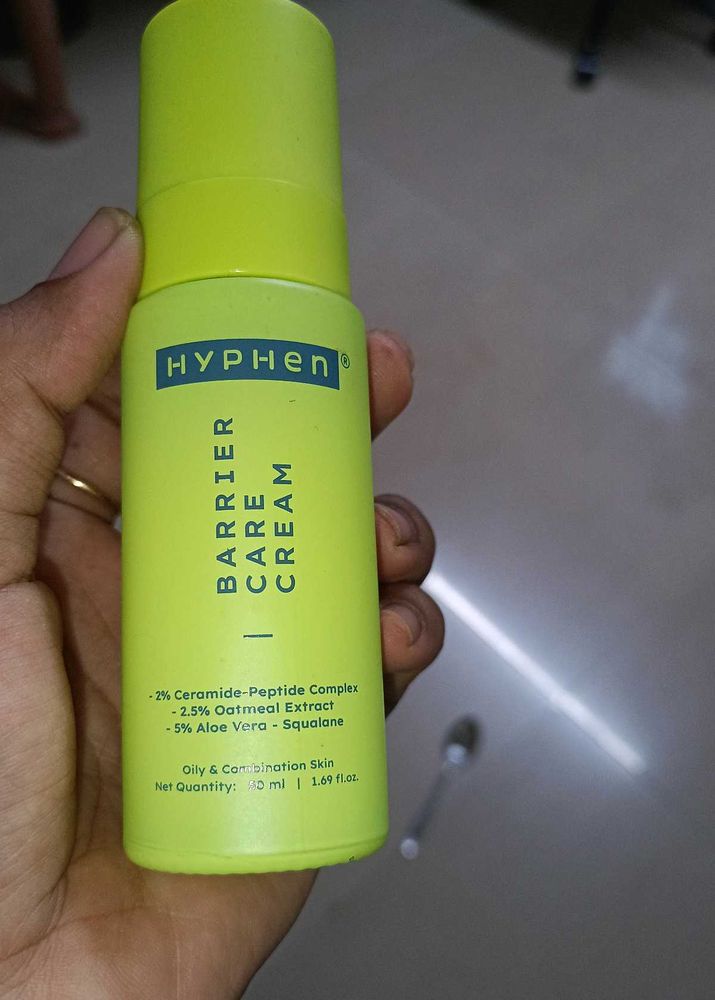 HYPHEN®
BARRIER
CARE
CREAM
- 2% Ceramide-Peptide Complex
- 2.5% Oatmeal Extract
- 5% Aloe Vera - Squalane
Oily & Combination Skin
Net Quantity: 50 ml | 1.69 fl.oz.